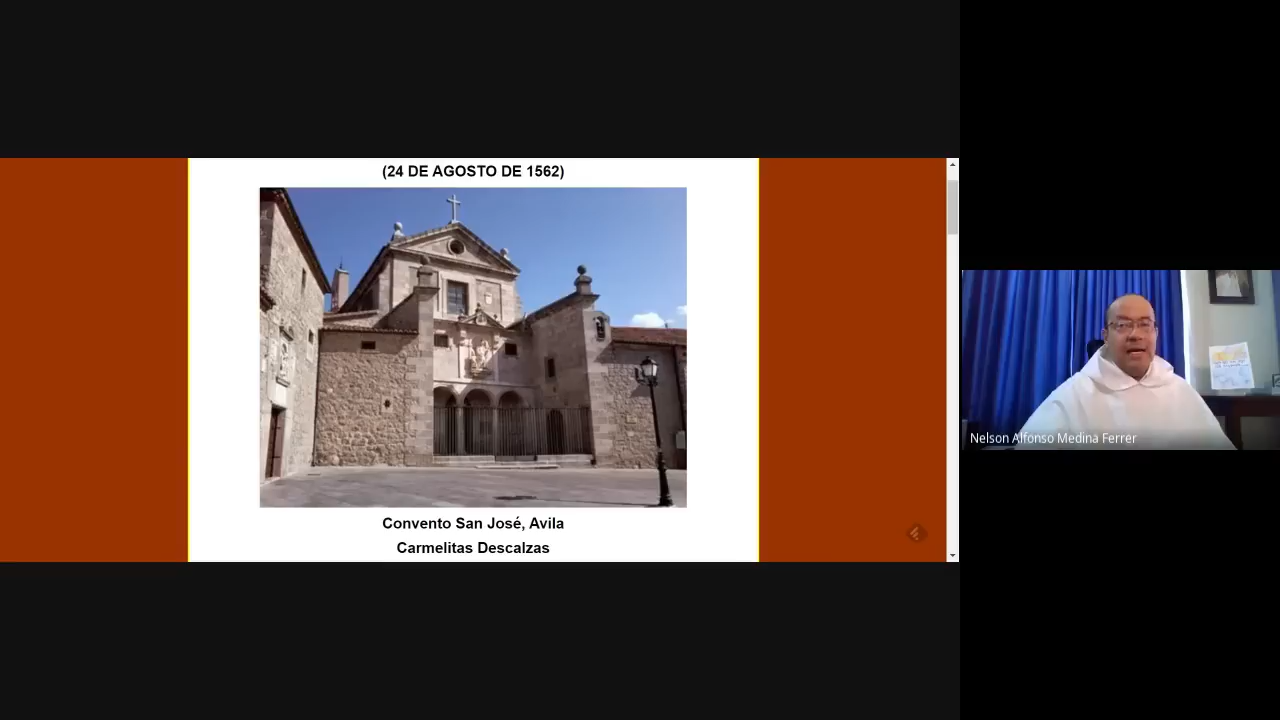 (24 DE AGOSTO DE 1562)
Convento San José, Avila
Carmelitas Descalzas
Nelson Alfonso Medina Ferrer